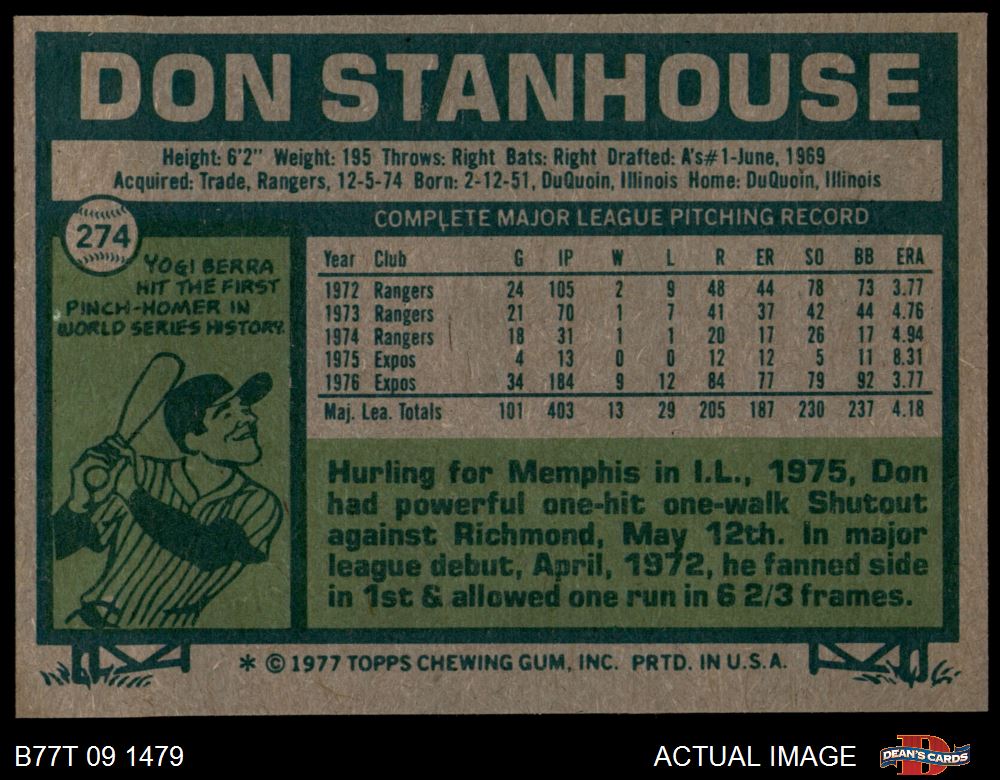 DON STANHOUSE
Height: 6'2" Weight: 195 Throws: Right Bats: Right Drafted: A's#1-June, 1969
Acquired: Trade, Rangers, 12-5-74 Born: 2-12-51, DuQuoin, Illinois Home: DuQuoin, Illinois
274
YOGI BERRA
HIT THE FIRST
PINCH-HOMER IN
WORLD SERIES HISTORY.
COMPLETE MAJOR LEAGUE PITCHING RECORD
Year Club G IP W L R ER SO BB ERA
1972 Rangers 24 105 2 9 48 44 78 73 3.77
1973 Rangers 21 70 1 7 41 37 42 44 4.76
1974 Rangers 18 31 1 1 20 17 26 17 4.94
1975 Expos 4 13 0 0 12 12 5 11 8.31
1976 Expos 34 184 9 12 84 77 79 92 3.77
Maj. Lea. Totals 101 403 13 29 205 187 230 237 4.18
Hurling for Memphis in I.L., 1975, Don
had powerful one-hit one-walk Shutout
against Richmond, May 12th. In major
league debut, April, 1972, he fanned side
in 1st & allowed one run in 6 2/3 frames.
* © 1977 TOPPS CHEWING GUM, INC. PRTD. IN U.S.A.
B77T 09 1479
ACTUAL IMAGE
DEAN'S CARDS